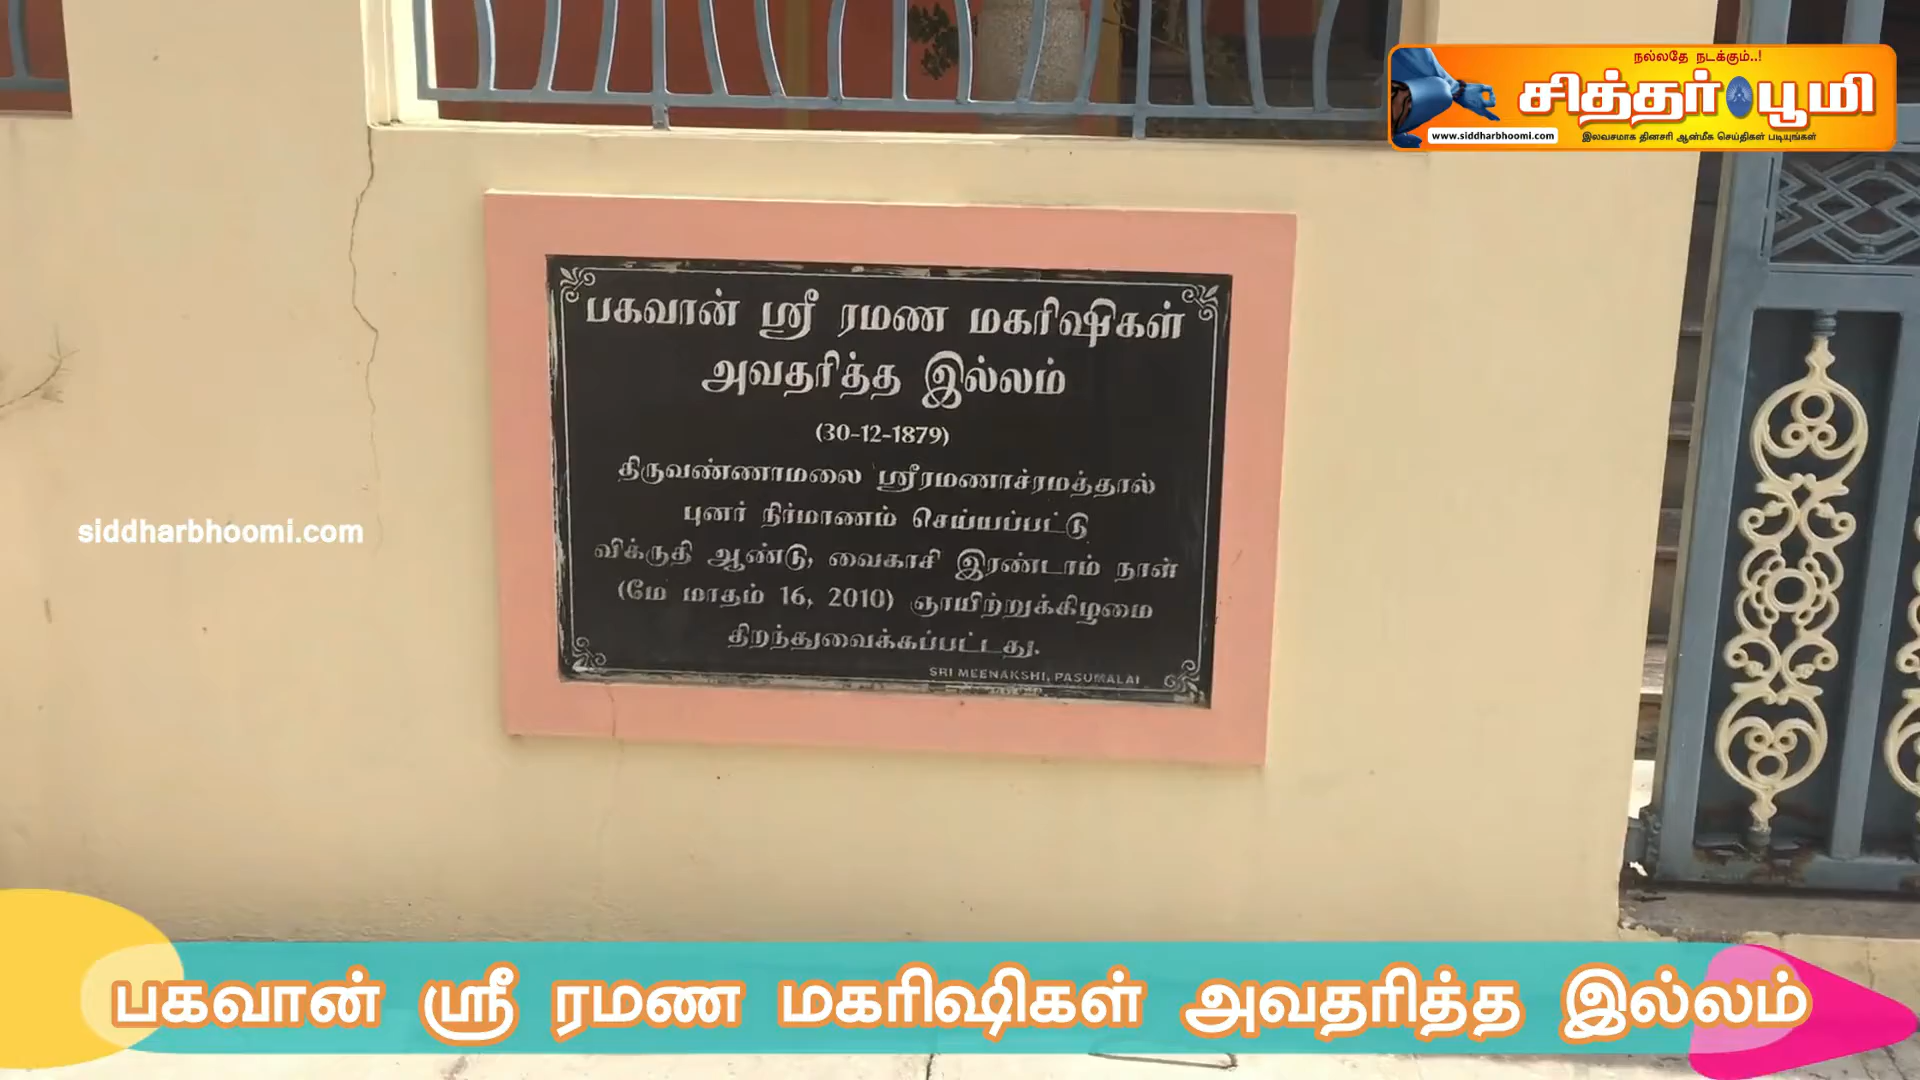 நல்லதே நடக்கும்..!
சித்தர் பூமி
www.siddharbhoomi.com
இலவசமாக தினசரி ஆன்மீக செய்திகள் படியுங்கள்
பகவான் ஸ்ரீ ரமண மகரிஷிகள்
அவதரித்த இல்லம்
(30-12-1879)
திருவண்ணாமலை ஸ்ரீரமணாச்ரமத்தால்
புனர் நிர்மாணம் செய்யப்பட்டு
விக்ருதி ஆண்டு, வைகாசி இரண்டாம் நாள்
(மே மாதம் 16, 2010) ஞாயிற்றுக்கிழமை
திறந்துவைக்கப்பட்டது.
SRI MEENAKSHI, PASUMALAI
siddharbhoomi.com
பகவான் ஸ்ரீ ரமண மகரிஷிகள் அவதரித்த இல்லம்